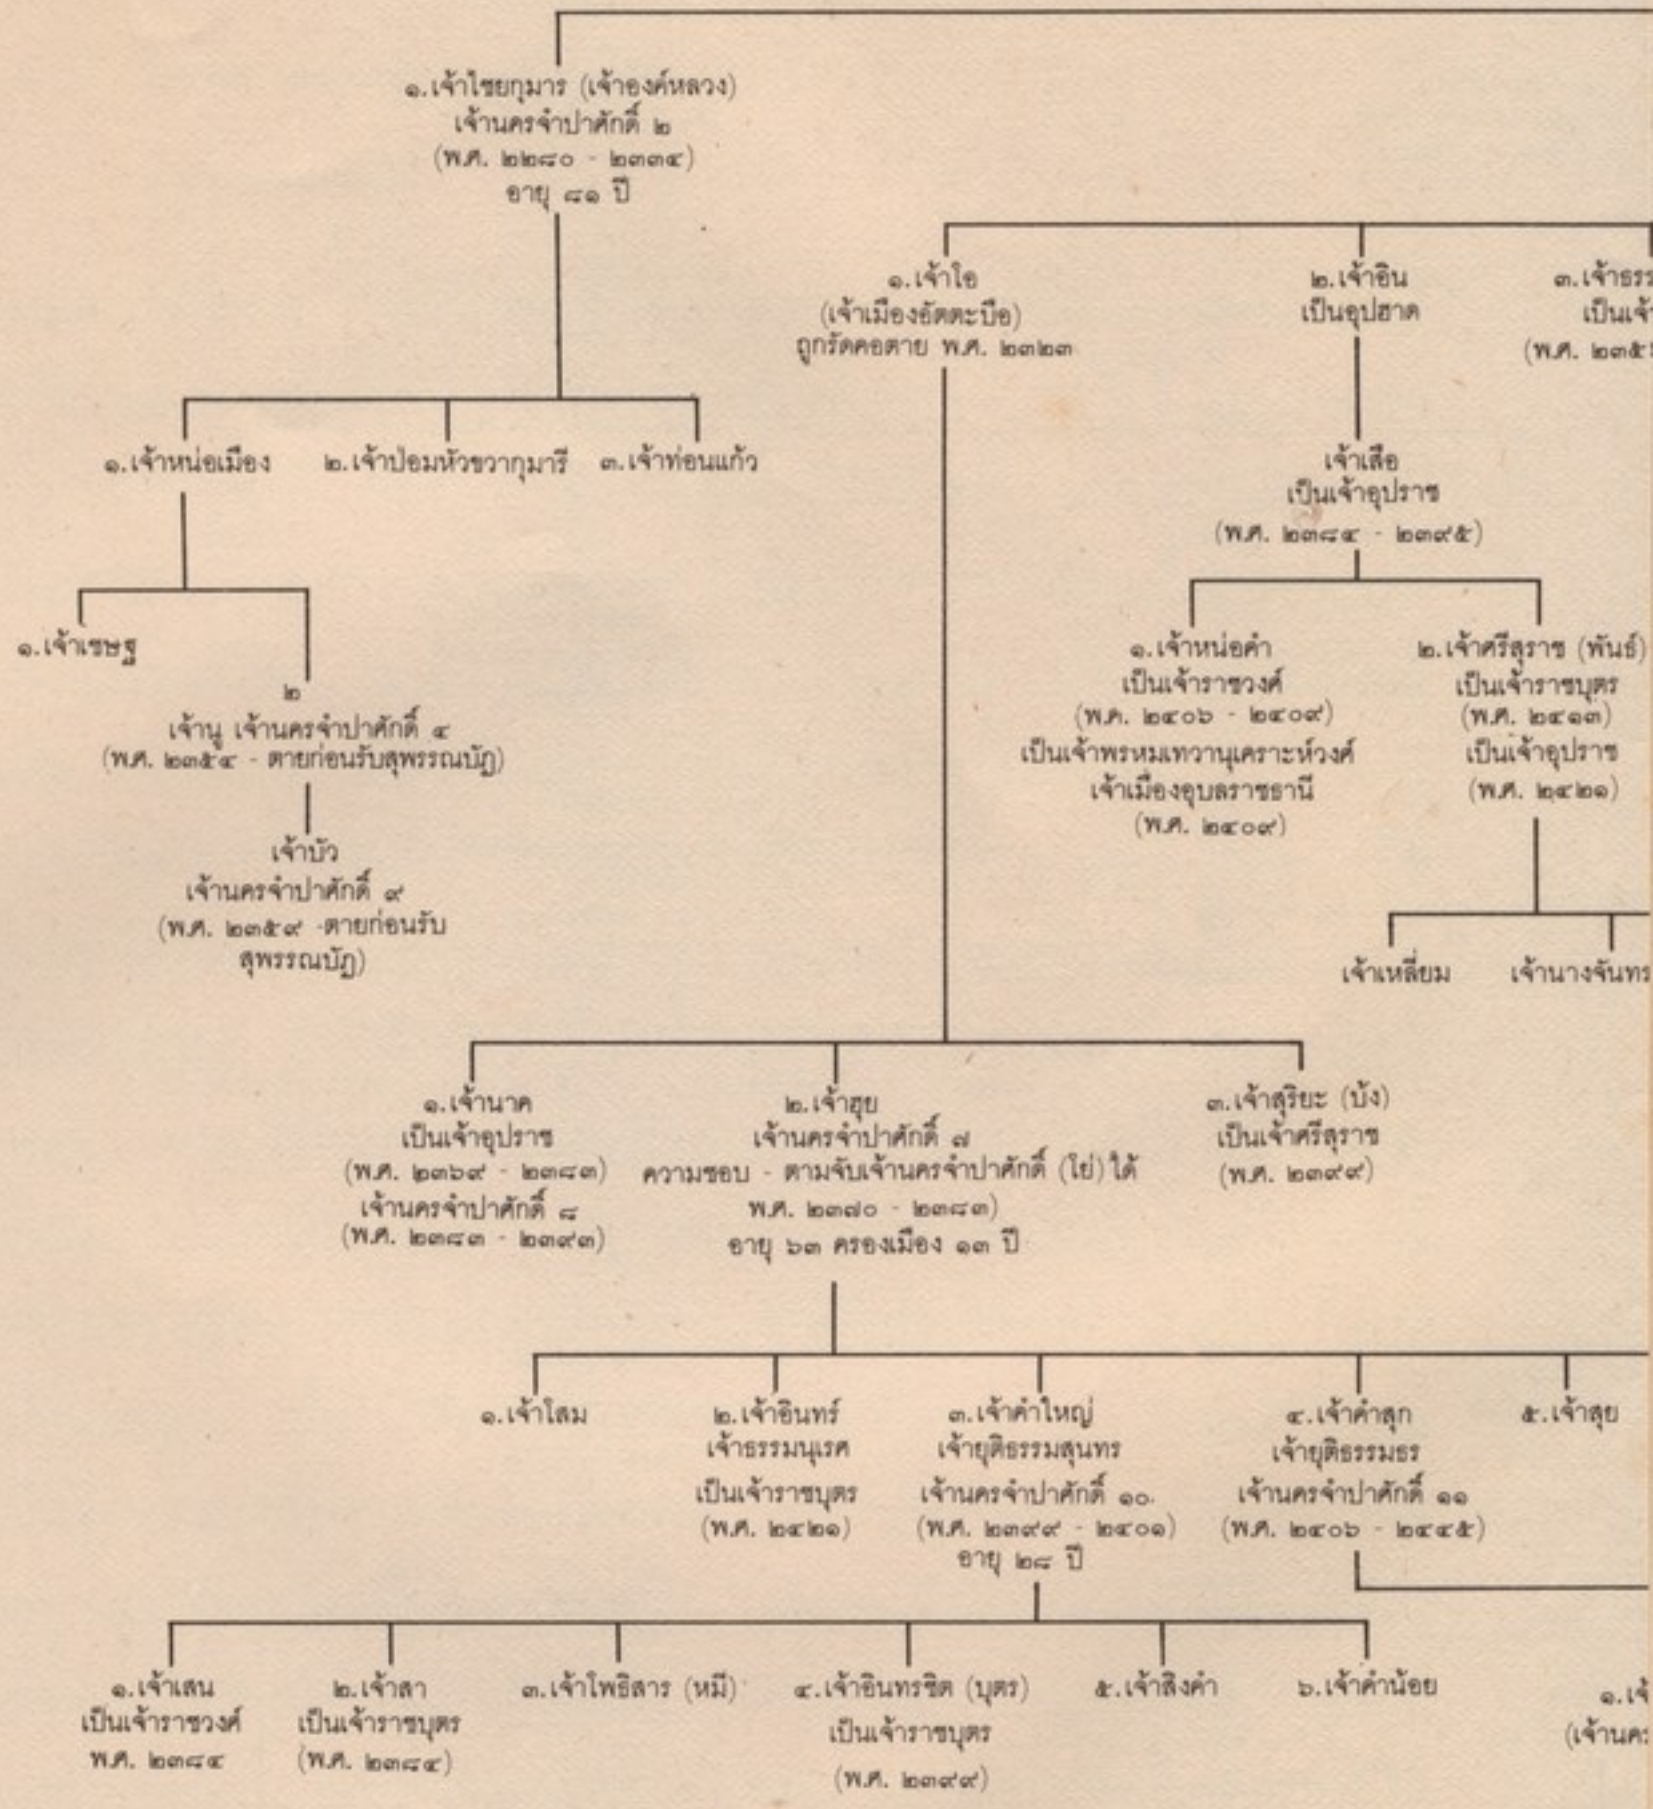 ๑.เจ้าไชยกุมาร (เจ้าองค์หลวง)
เจ้านครจำปาศักดิ์ ๒
(พ.ศ. ๒๒๘๐ - ๒๓๓๔)
อายุ ๘๑ ปี
๑.เจ้าโอ
(เจ้าเมืองอัตตะบือ)
ถูกรัดคอตาย พ.ศ. ๒๓๒๓
๒.เจ้าอิน
เป็นอุปฮาด
๓.เจ้าธรร
เป็นเจ้า
(พ.ศ. ๒๓๕
๑.เจ้าหน่อเมือง
๒.เจ้าป่อมหัวขวากุมารี
๓.เจ้าท่อนแก้ว
เจ้าเสือ
เป็นเจ้าอุปราช
(พ.ศ. ๒๓๘๔ - ๒๓๙๕)
๑.เจ้าเชษฐ
๒
เจ้านู เจ้านครจำปาศักดิ์ ๔
(พ.ศ. ๒๓๕๔ - ตายก่อนรับสุพรรณบัฏ)
เจ้าบัว
เจ้านครจำปาศักดิ์ ๙
(พ.ศ. ๒๓๕๙ -ตายก่อนรับ
สุพรรณบัฏ)
๑.เจ้าหน่อคำ
เป็นเจ้าราชวงศ์
(พ.ศ. ๒๔๐๖ - ๒๔๐๙)
เป็นเจ้าพรหมเทวานุเคราะห์วงศ์
เจ้าเมืองอุบลราชธานี
(พ.ศ. ๒๔๐๙)
๒.เจ้าศรีสุราช (พันธ์)
เป็นเจ้าราชบุตร
(พ.ศ. ๒๔๑๓)
เป็นเจ้าอุปราช
(พ.ศ. ๒๔๒๑)
เจ้าเหลี่ยม
เจ้านางจันทร
๑.เจ้านาค
เป็นเจ้าอุปราช
(พ.ศ. ๒๓๖๙ - ๒๓๘๓)
เจ้านครจำปาศักดิ์ ๘
(พ.ศ. ๒๓๘๓ - ๒๓๙๓)
๒.เจ้าฮุย
เจ้านครจำปาศักดิ์ ๗
ความชอบ - ตามจับเจ้านครจำปาศักดิ์ (โย่) ได้
พ.ศ. ๒๓๗๐ - ๒๓๘๓)
อายุ ๖๓ ครองเมือง ๑๓ ปี
๓.เจ้าสุริยะ (บ้ง)
เป็นเจ้าศรีสุราช
(พ.ศ. ๒๓๙๙)
๑.เจ้าโสม
๒.เจ้าอินทร์
เจ้าธรรมนุเรศ
เป็นเจ้าราชบุตร
(พ.ศ. ๒๔๒๑)
๓.เจ้าคำใหญ่
เจ้ายุติธรรมสุนทร
เจ้านครจำปาศักดิ์ ๑๐
(พ.ศ. ๒๓๙๙ - ๒๔๐๑)
อายุ ๒๘ ปี
๔.เจ้าคำสุก
เจ้ายุติธรรมธร
เจ้านครจำปาศักดิ์ ๑๑
(พ.ศ. ๒๔๐๖ - ๒๔๔๕)
๕.เจ้าสุย
๑.เจ้าเสน
เป็นเจ้าราชวงศ์
พ.ศ. ๒๓๘๔
๒.เจ้าสา
เป็นเจ้าราชบุตร
(พ.ศ. ๒๓๘๔)
๓.เจ้าโพธิสาร (หมี)
๔.เจ้าอินทรชิต (บุตร)
เป็นเจ้าราชบุตร
(พ.ศ. ๒๓๙๙)
๕.เจ้าสิงคำ
๖.เจ้าคำน้อย
๑.เจ้
(เจ้านคร